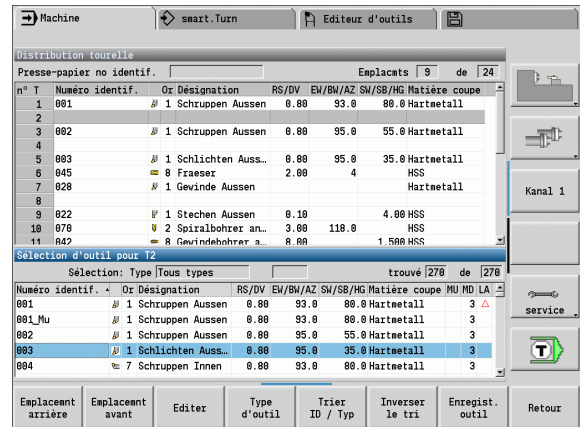 Machine smart.Turn Editeur d'outils
Distribution tourelle
Presse-papier no identif. Emplacmts 9 de 24
n° T Numéro identif. Or Désignation RS/DV EW/BW/AZ SW/SB/HG Matière coupe
1 001 1 Schruppen Aussen 0.80 93.0 80.0 Hartmetall
2
3 002 1 Schruppen Aussen 0.80 95.0 55.0 Hartmetall
4
5 003 1 Schlichten Auss… 0.80 95.0 35.0 Hartmetall
6 045 8 Fraeser 2.00 4 HSS
7 028 1 Gewinde Aussen Hartmetall
8
9 022 1 Stechen Aussen 0.10 4.00 HSS
10 070 2 Spiralbohrer an… 3.00 118.0 HSS
11 042 8 Gewindebohrer a… 8.00 1.500 HSS
Kanal 1
Sélection d'outil pour T2
Sélection: Type Tous types trouvé 270 de 270
Numéro identif. Or Désignation RS/DV EW/BW/AZ SW/SB/HG Matière coupe MU MD LA
001 1 Schruppen Aussen 0.80 93.0 80.0 Hartmetall 3
001_Mu 1 Schruppen Aussen 0.80 93.0 80.0 Hartmetall 3
002 1 Schruppen Aussen 0.80 95.0 55.0 Hartmetall 3
003 1 Schlichten Auss… 0.80 95.0 35.0 Hartmetall 3
004 7 Schruppen Innen 0.80 93.0 80.0 Hartmetall 3
service
T
Emplacemnt arrière
Emplacemnt avant
Editer
Type d'outil
Trier ID / Typ
Inverser le tri
Enregist. outil
Retour